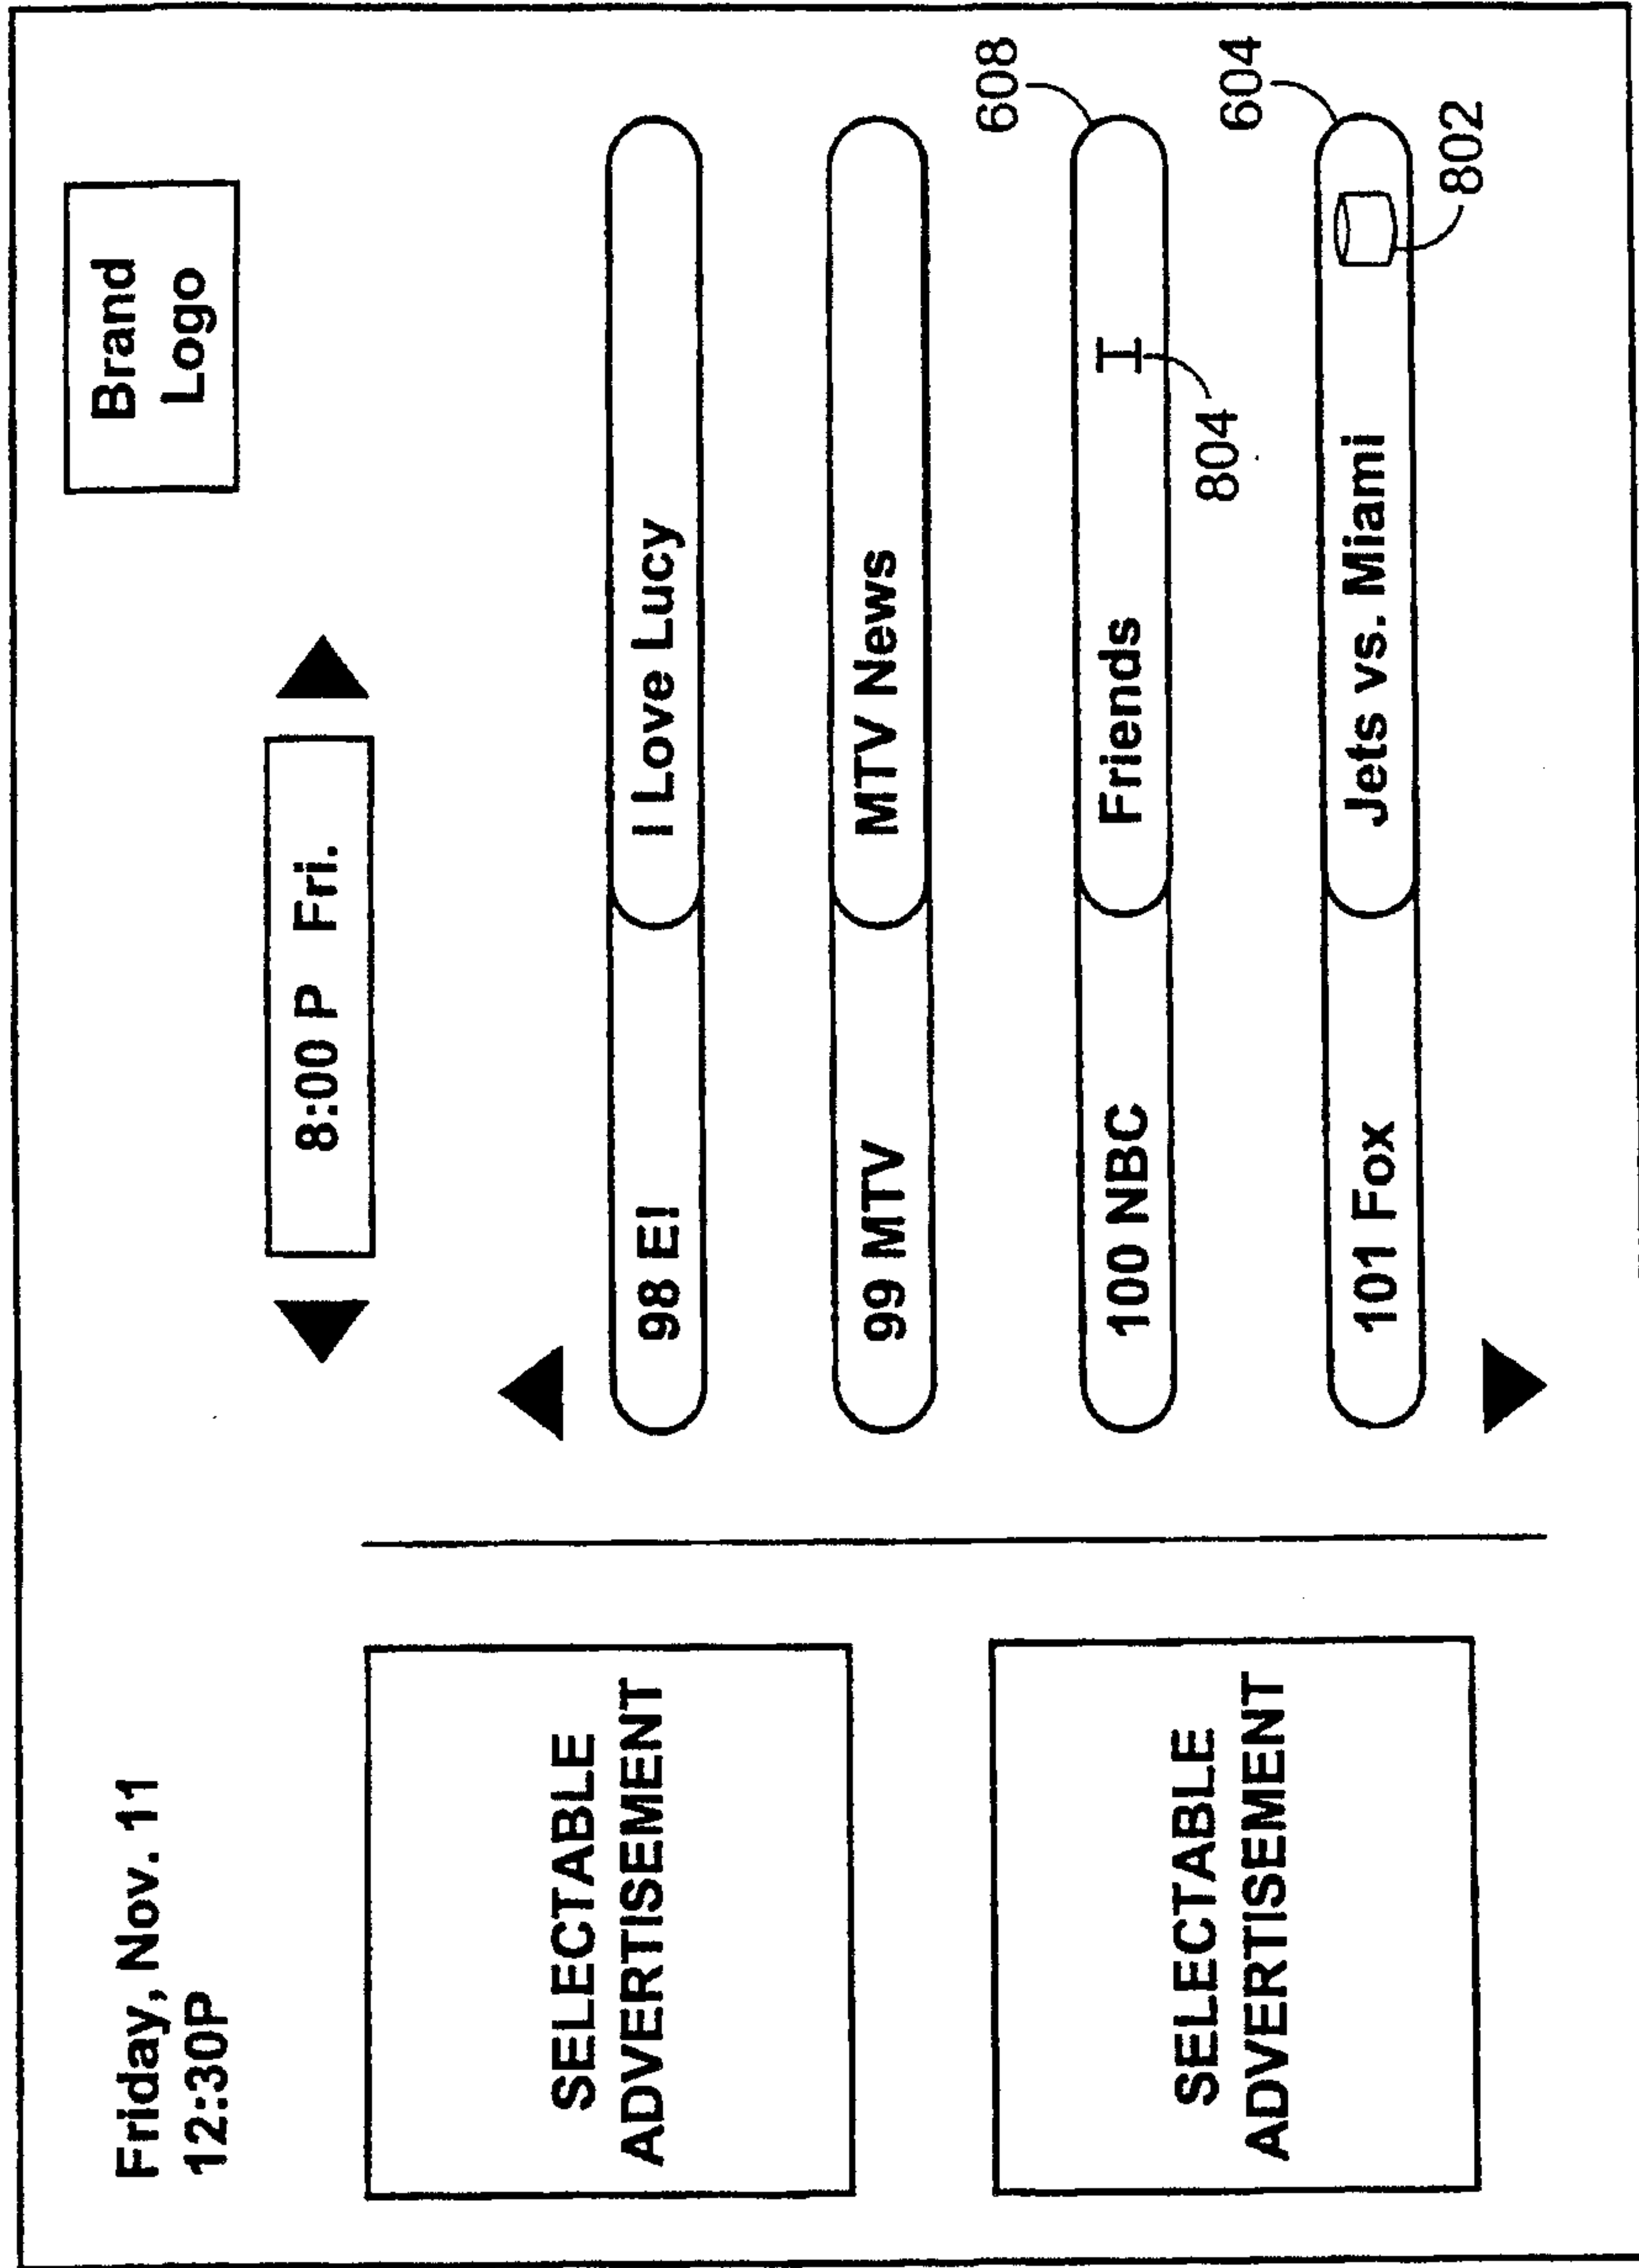 Friday, Nov. 11
12:30P
Brand
Logo
8:00 P Fri.
SELECTABLE
ADVERTISEMENT
SELECTABLE
ADVERTISEMENT
98 E! I Love Lucy
99 MTV MTV News
608
100 NBC Friends I
804
604
101 Fox Jets vs. Miami
802